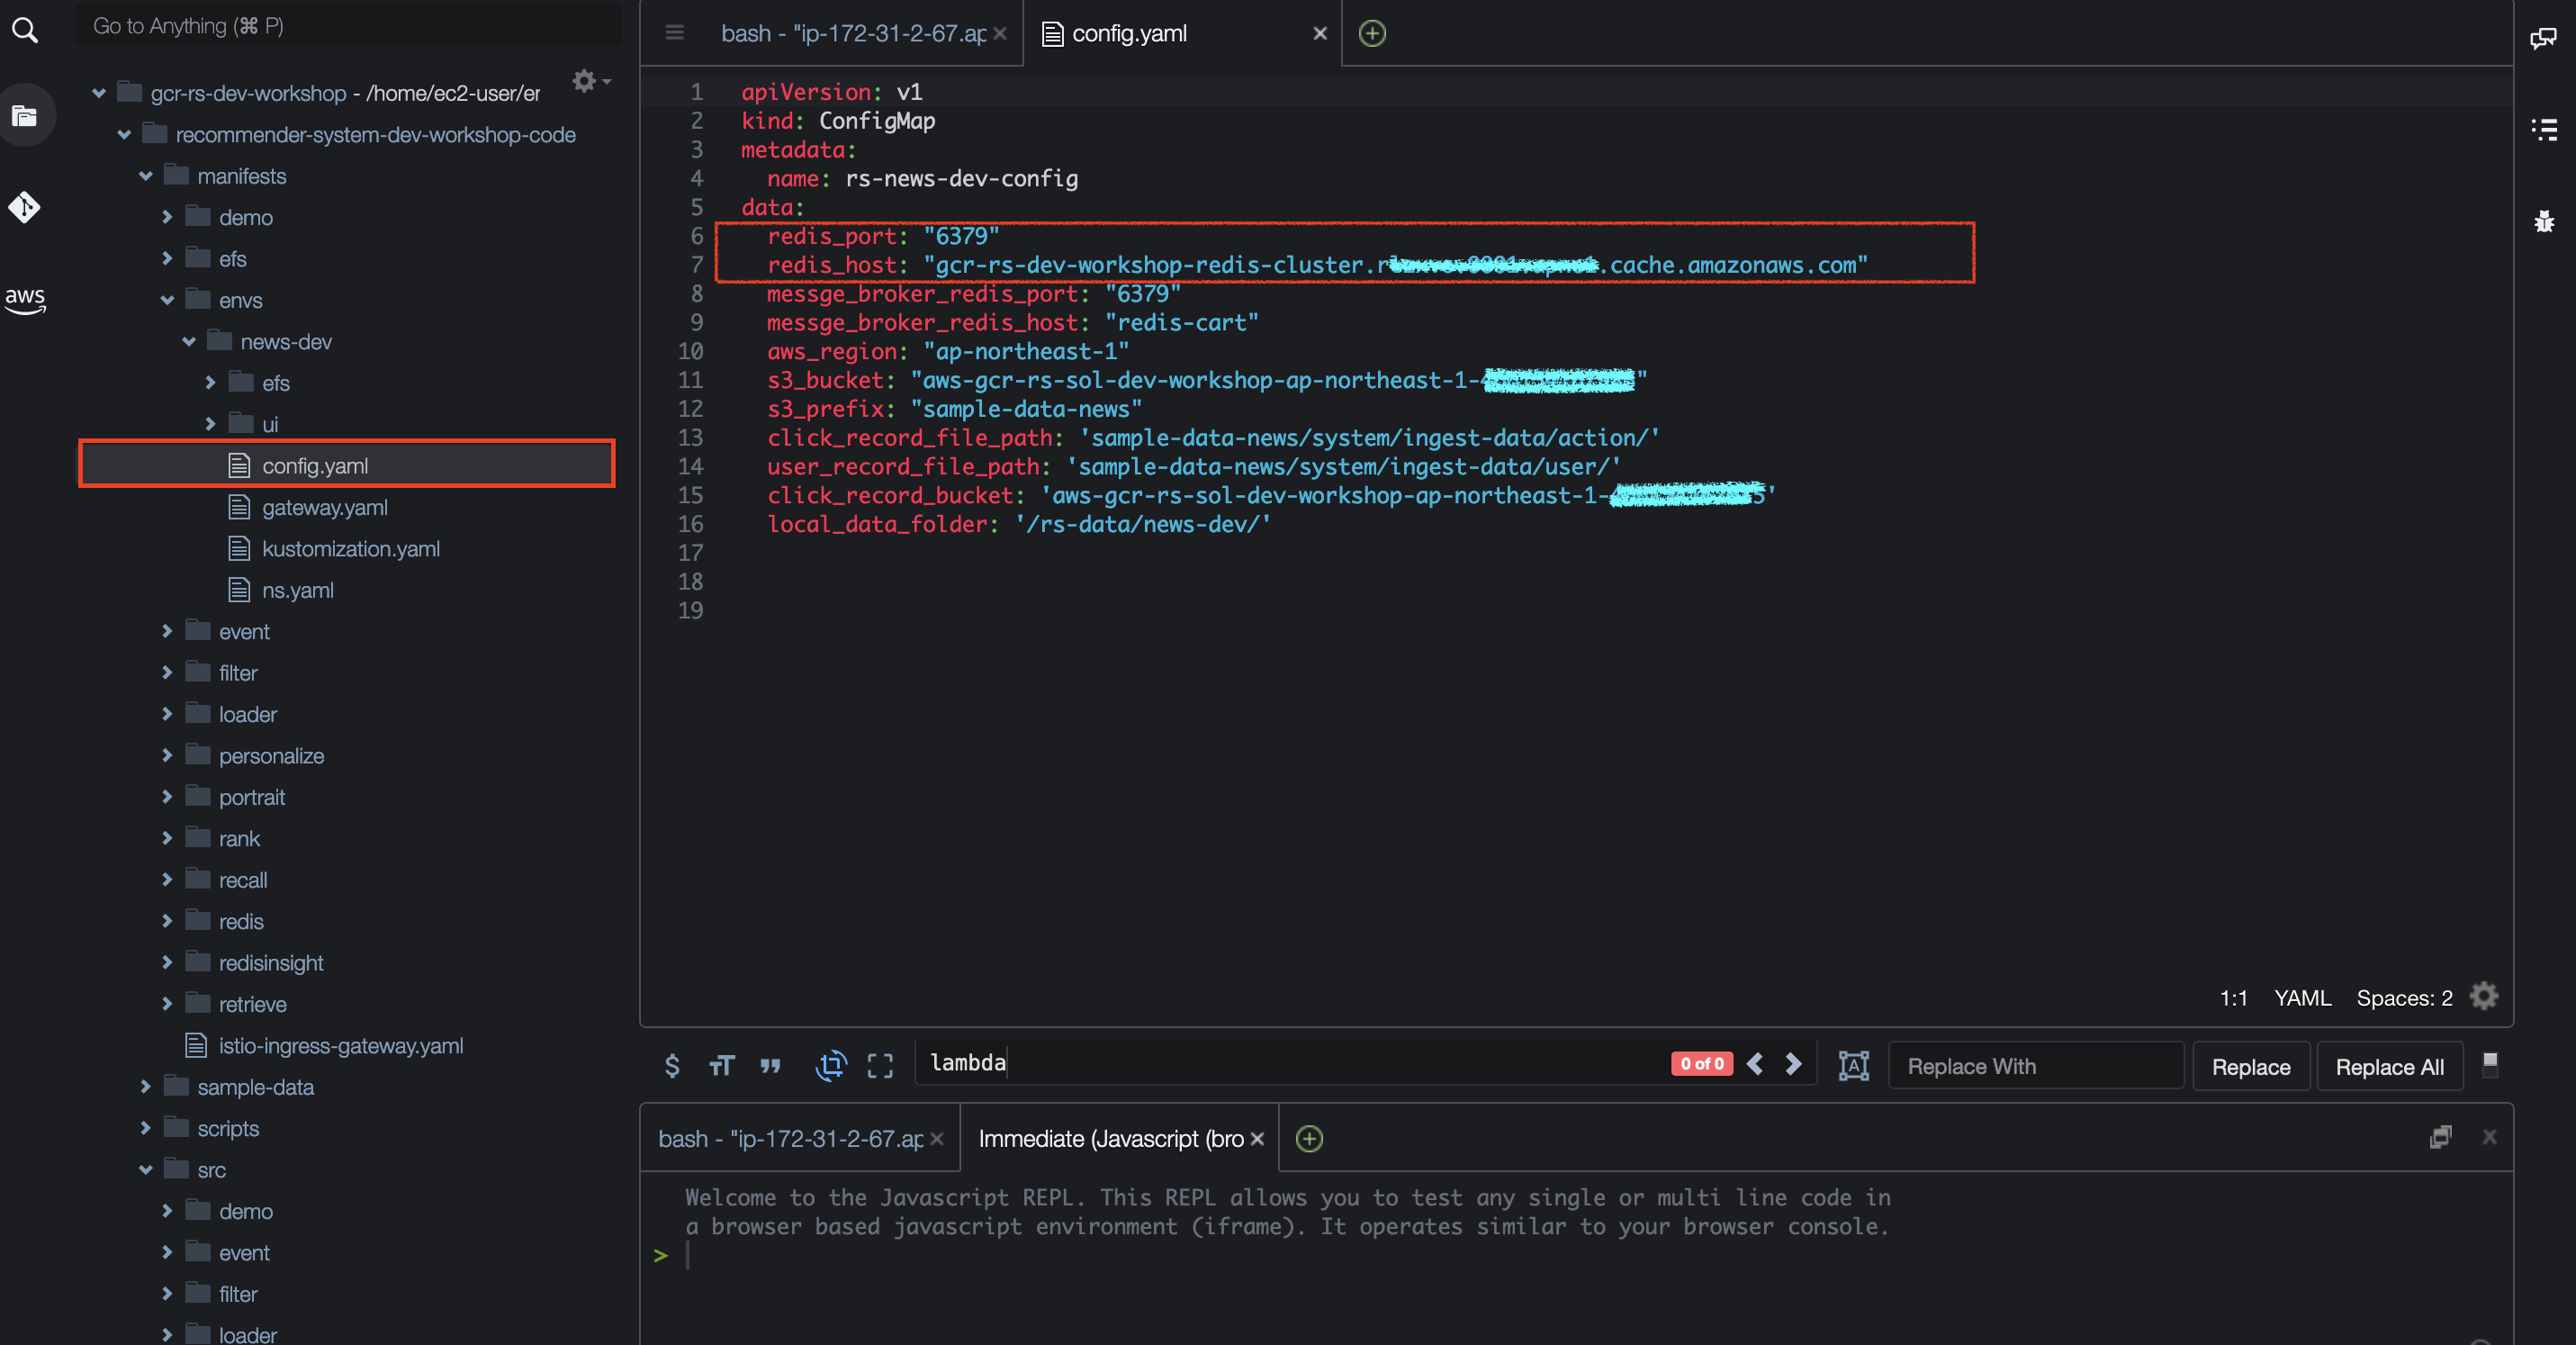 Go to Anything (⌘ P)
gcr-rs-dev-workshop - /home/ec2-user/er
recommender-system-dev-workshop-code
manifests
demo
efs
envs
news-dev
efs
ui
config.yaml
gateway.yaml
kustomization.yaml
ns.yaml
event
filter
loader
personalize
portrait
rank
recall
redis
redisinsight
retrieve
istio-ingress-gateway.yaml
sample-data
scripts
src
demo
event
filter
loader
aws
bash - "ip-172-31-2-67.ap
config.yaml
1 apiVersion: v1
2 kind: ConfigMap
3 metadata:
4 name: rs-news-dev-config
5 data:
6 redis_port: "6379"
7 redis_host: "gcr-rs-dev-workshop-redis-cluster. .cache.amazonaws.com"
8 messge_broker_redis_port: "6379"
9 messge_broker_redis_host: "redis-cart"
10 aws_region: "ap-northeast-1"
11 s3_bucket: "aws-gcr-rs-sol-dev-workshop-ap-northeast-1- "
12 s3_prefix: "sample-data-news"
13 click_record_file_path: 'sample-data-news/system/ingest-data/action/'
14 user_record_file_path: 'sample-data-news/system/ingest-data/user/'
15 click_record_bucket: 'aws-gcr-rs-sol-dev-workshop-ap-northeast-1- '
16 local_data_folder: '/rs-data/news-dev/'
17
18
19
1:1 YAML Spaces: 2
lambda 0 of 0 Replace With Replace Replace All
bash - "ip-172-31-2-67.ap Immediate (Javascript (bro
Welcome to the Javascript REPL. This REPL allows you to test any single or multi line code in
a browser based javascript environment (iframe). It operates similar to your browser console.
>